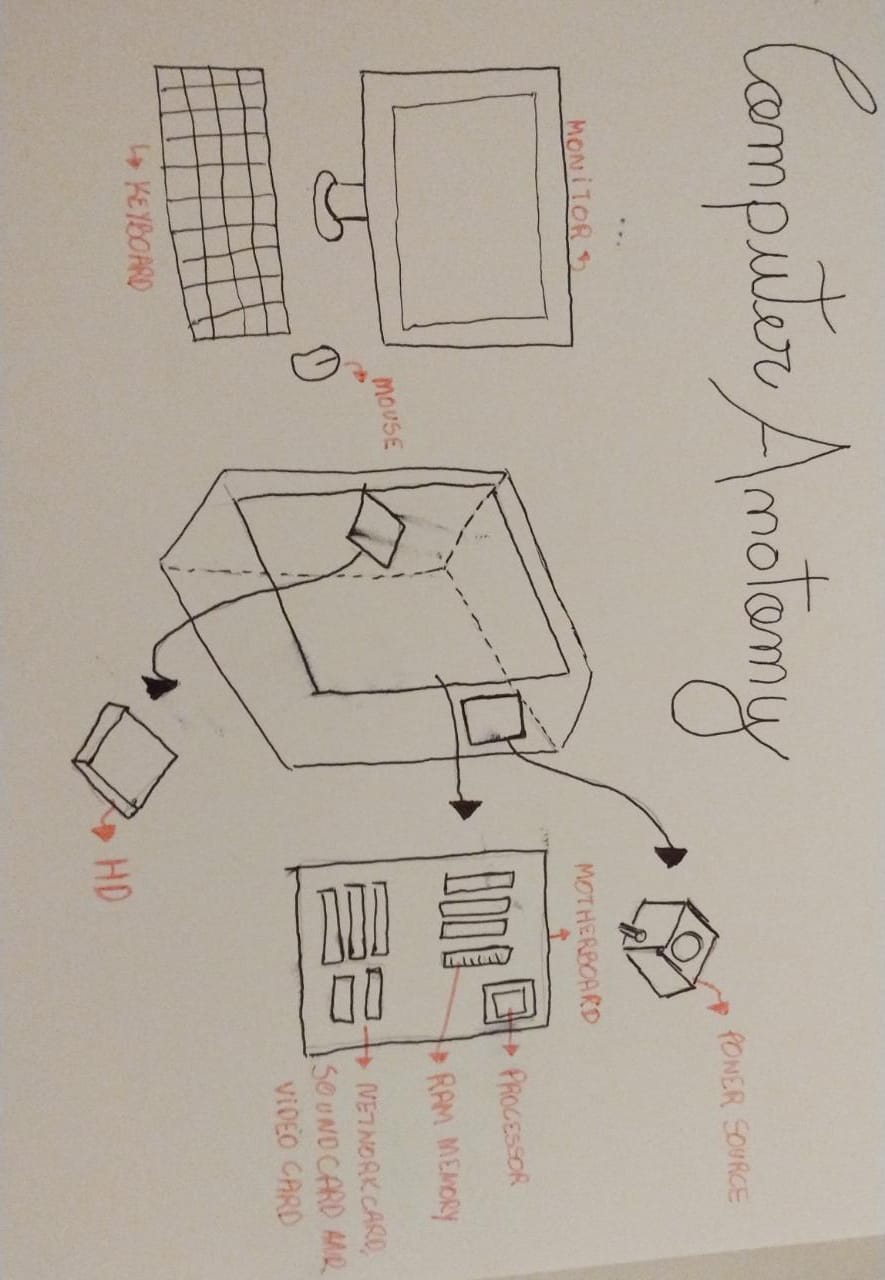 Computer Anatomy
MONITOR
KEYBOARD
MOUSE
HD
MOTHERBOARD
POWER SOURCE
PROCESSOR
RAM MEMORY
NETWORK CARD,
SOUND CARD AND
VIDEO CARD